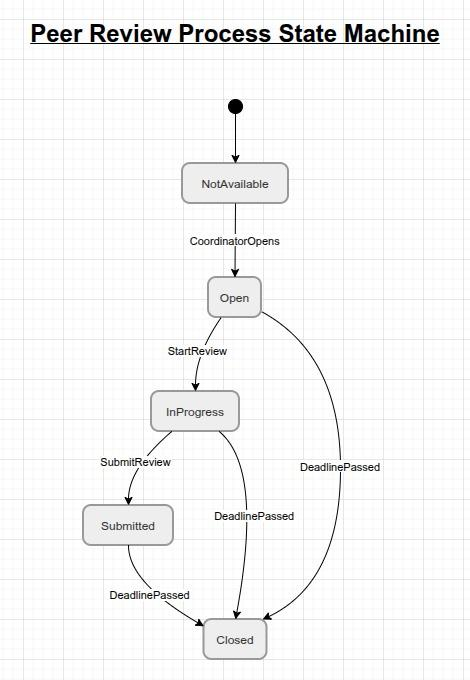 Peer Review Process State Machine
NotAvailable
CoordinatorOpens
Open
StartReview
InProgress
SubmitReview
DeadlinePassed
DeadlinePassed
Submitted
DeadlinePassed
Closed